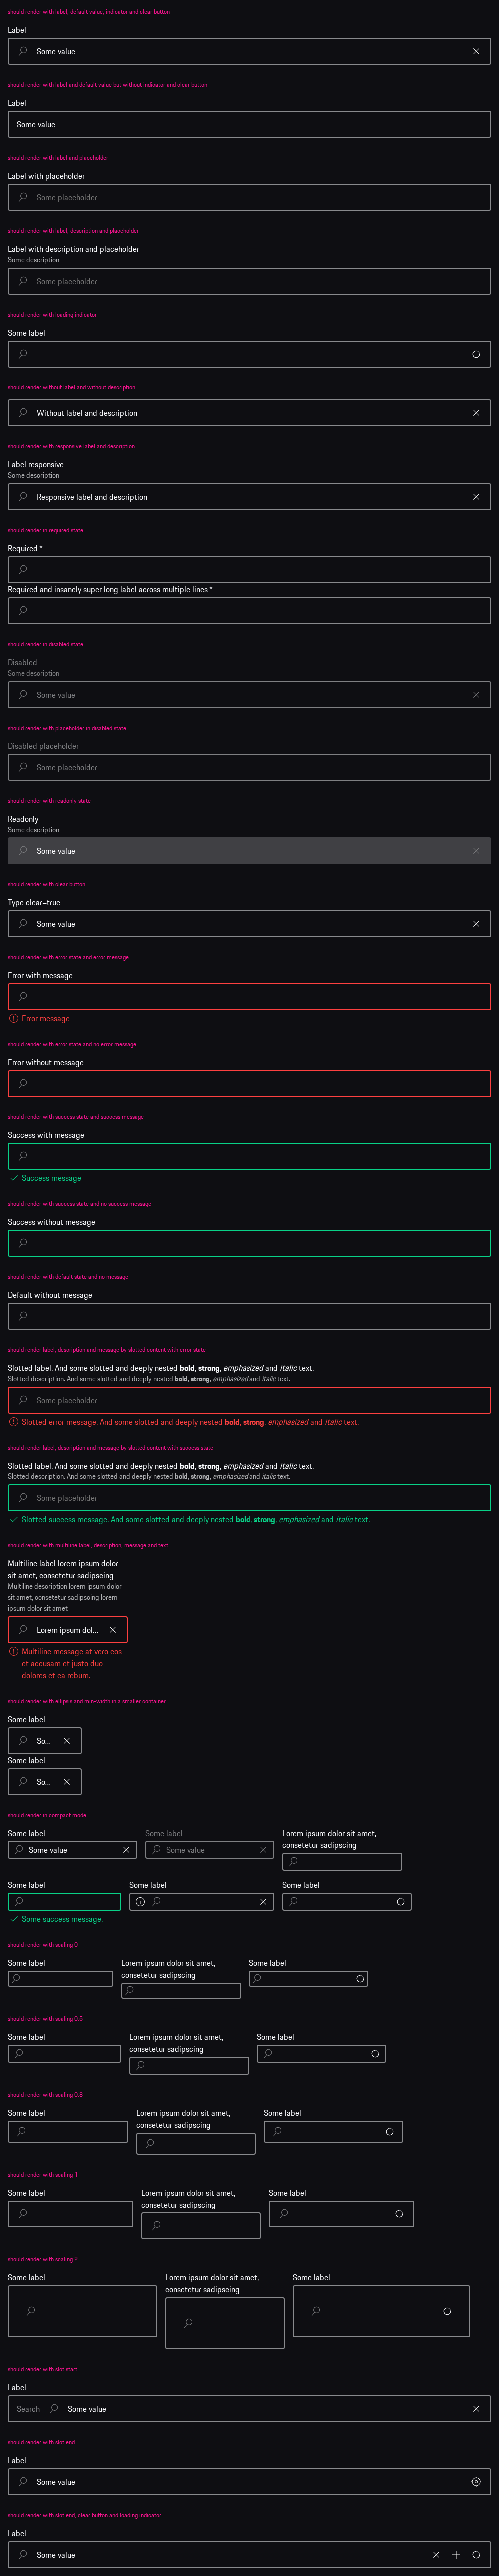 should render with label, default value, indicator and clear button
Label
Some value
should render with label and default value but without indicator and clear button
Label
Some value
should render with label and placeholder
Label with placeholder
Some placeholder
should render with label, description and placeholder
Label with description and placeholder
Some description
Some placeholder
should render with loading indicator
Some label
should render without label and without description
Without label and description
should render with responsive label and description
Label responsive
Some description
Responsive label and description
should render in required state
Required *
Required and insanely super long label across multiple lines *
should render in disabled state
Disabled
Some description
Some value
should render with placeholder in disabled state
Disabled placeholder
Some placeholder
should render with readonly state
Readonly
Some description
Some value
should render with clear button
Type clear=true
Some value
should render with error state and error message
Error with message
Error message
should render with error state and no error message
Error without message
should render with success state and success message
Success with message
Success message
should render with success state and no success message
Success without message
should render with default state and no message
Default without message
should render label, description and message by slotted content with error state
Slotted label. And some slotted and deeply nested bold, strong, emphasized and italic text.
Slotted description. And some slotted and deeply nested bold, strong, emphasized and italic text.
Some placeholder
Slotted error message. And some slotted and deeply nested bold, strong, emphasized and italic text.
should render label, description and message by slotted content with success state
Slotted label. And some slotted and deeply nested bold, strong, emphasized and italic text.
Slotted description. And some slotted and deeply nested bold, strong, emphasized and italic text.
Some placeholder
Slotted success message. And some slotted and deeply nested bold, strong, emphasized and italic text.
should render with multiline label, description, message and text
Multiline label lorem ipsum dolor
sit amet, consetetur sadipscing
Multiline description lorem ipsum dolor
sit amet, consetetur sadipscing lorem
ipsum dolor sit amet
Lorem ipsum dol...
Multiline message at vero eos
et accusam et justo duo
dolores et ea rebum.
should render with ellipsis and min-width in a smaller container
Some label
So...
Some label
So...
should render in compact mode
Some label
Some value
Some label
Some value
Lorem ipsum dolor sit amet,
consetetur sadipscing
Some label
Some success message.
Some label
Some label
should render with scaling 0
Some label
Lorem ipsum dolor sit amet,
consetetur sadipscing
Some label
should render with scaling 0.5
Some label
Lorem ipsum dolor sit amet,
consetetur sadipscing
Some label
should render with scaling 0.8
Some label
Lorem ipsum dolor sit amet,
consetetur sadipscing
Some label
should render with scaling 1
Some label
Lorem ipsum dolor sit amet,
consetetur sadipscing
Some label
should render with scaling 2
Some label
Lorem ipsum dolor sit amet,
consetetur sadipscing
Some label
should render with slot start
Label
Search
Some value
should render with slot end
Label
Some value
should render with slot end, clear button and loading indicator
Label
Some value